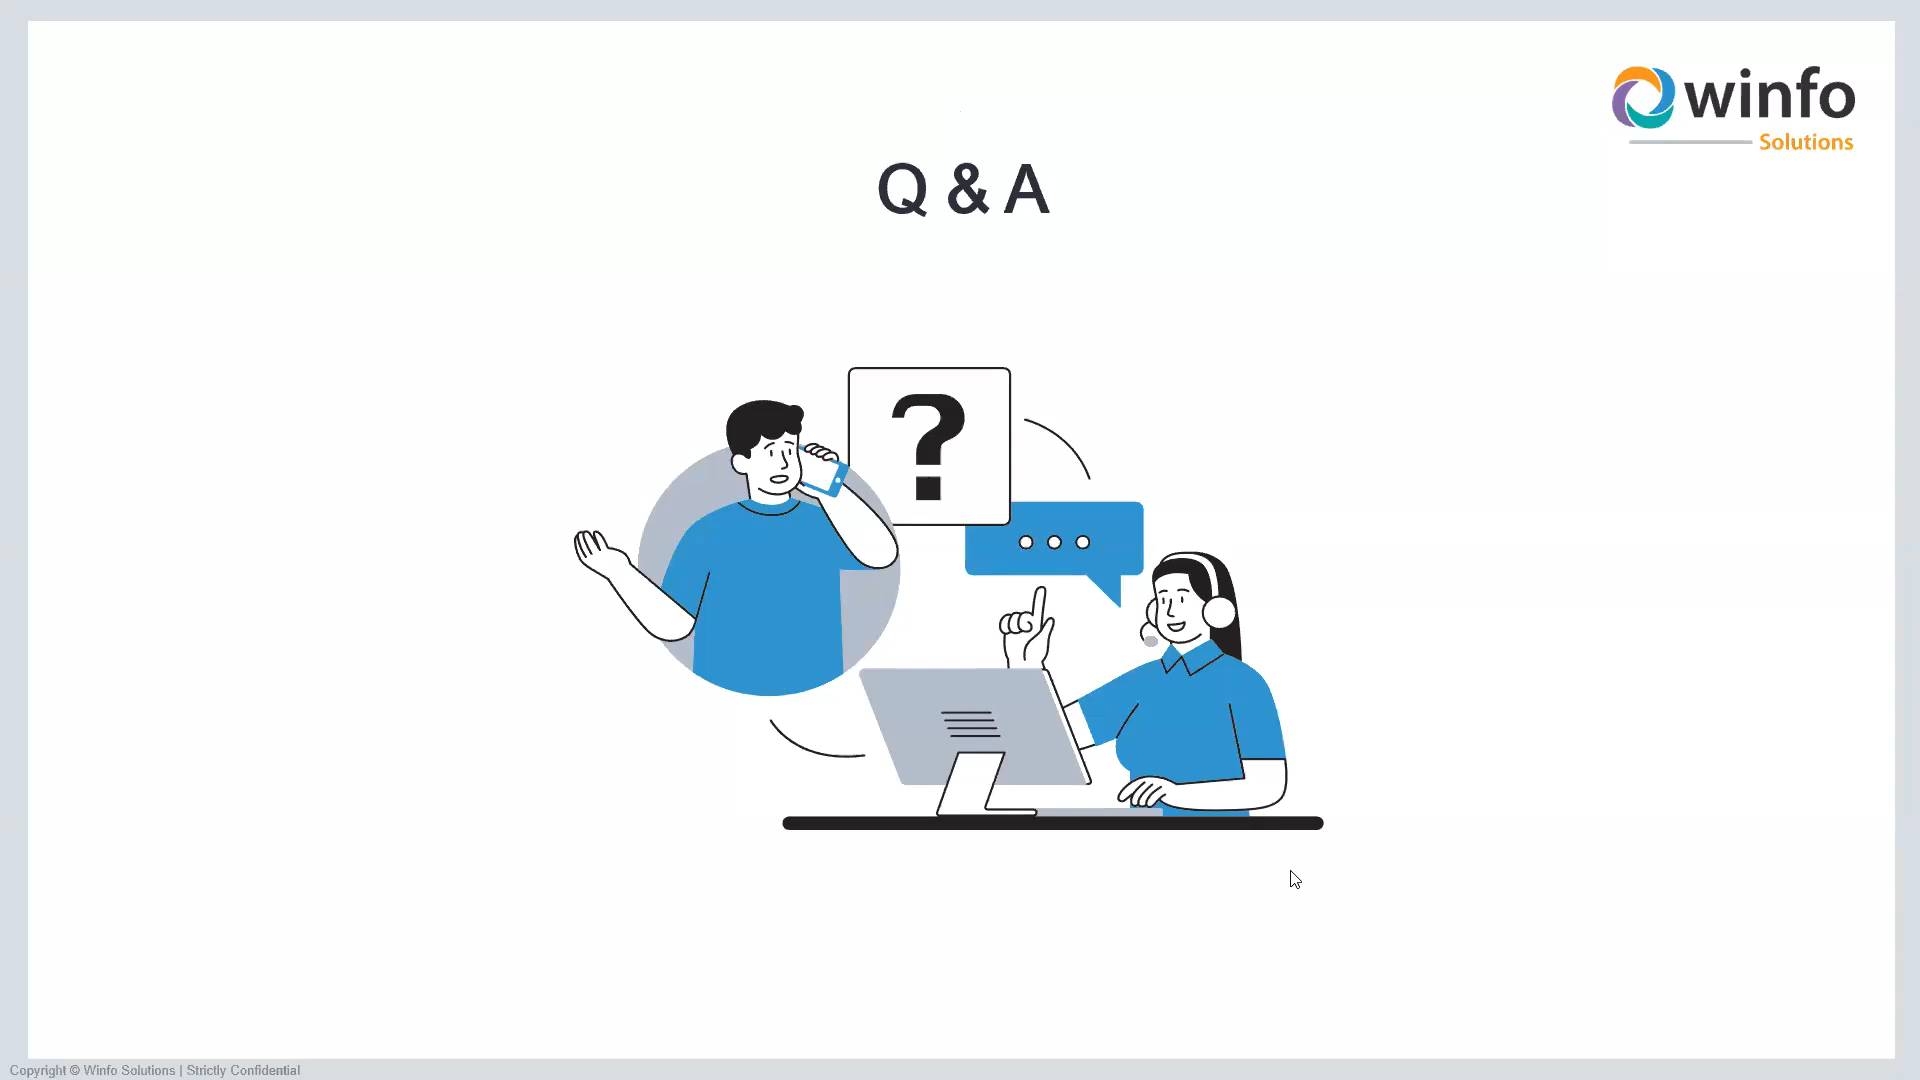 winfo
Solutions
Q & A
?
Copyright © Winfo Solutions | Strictly Confidential